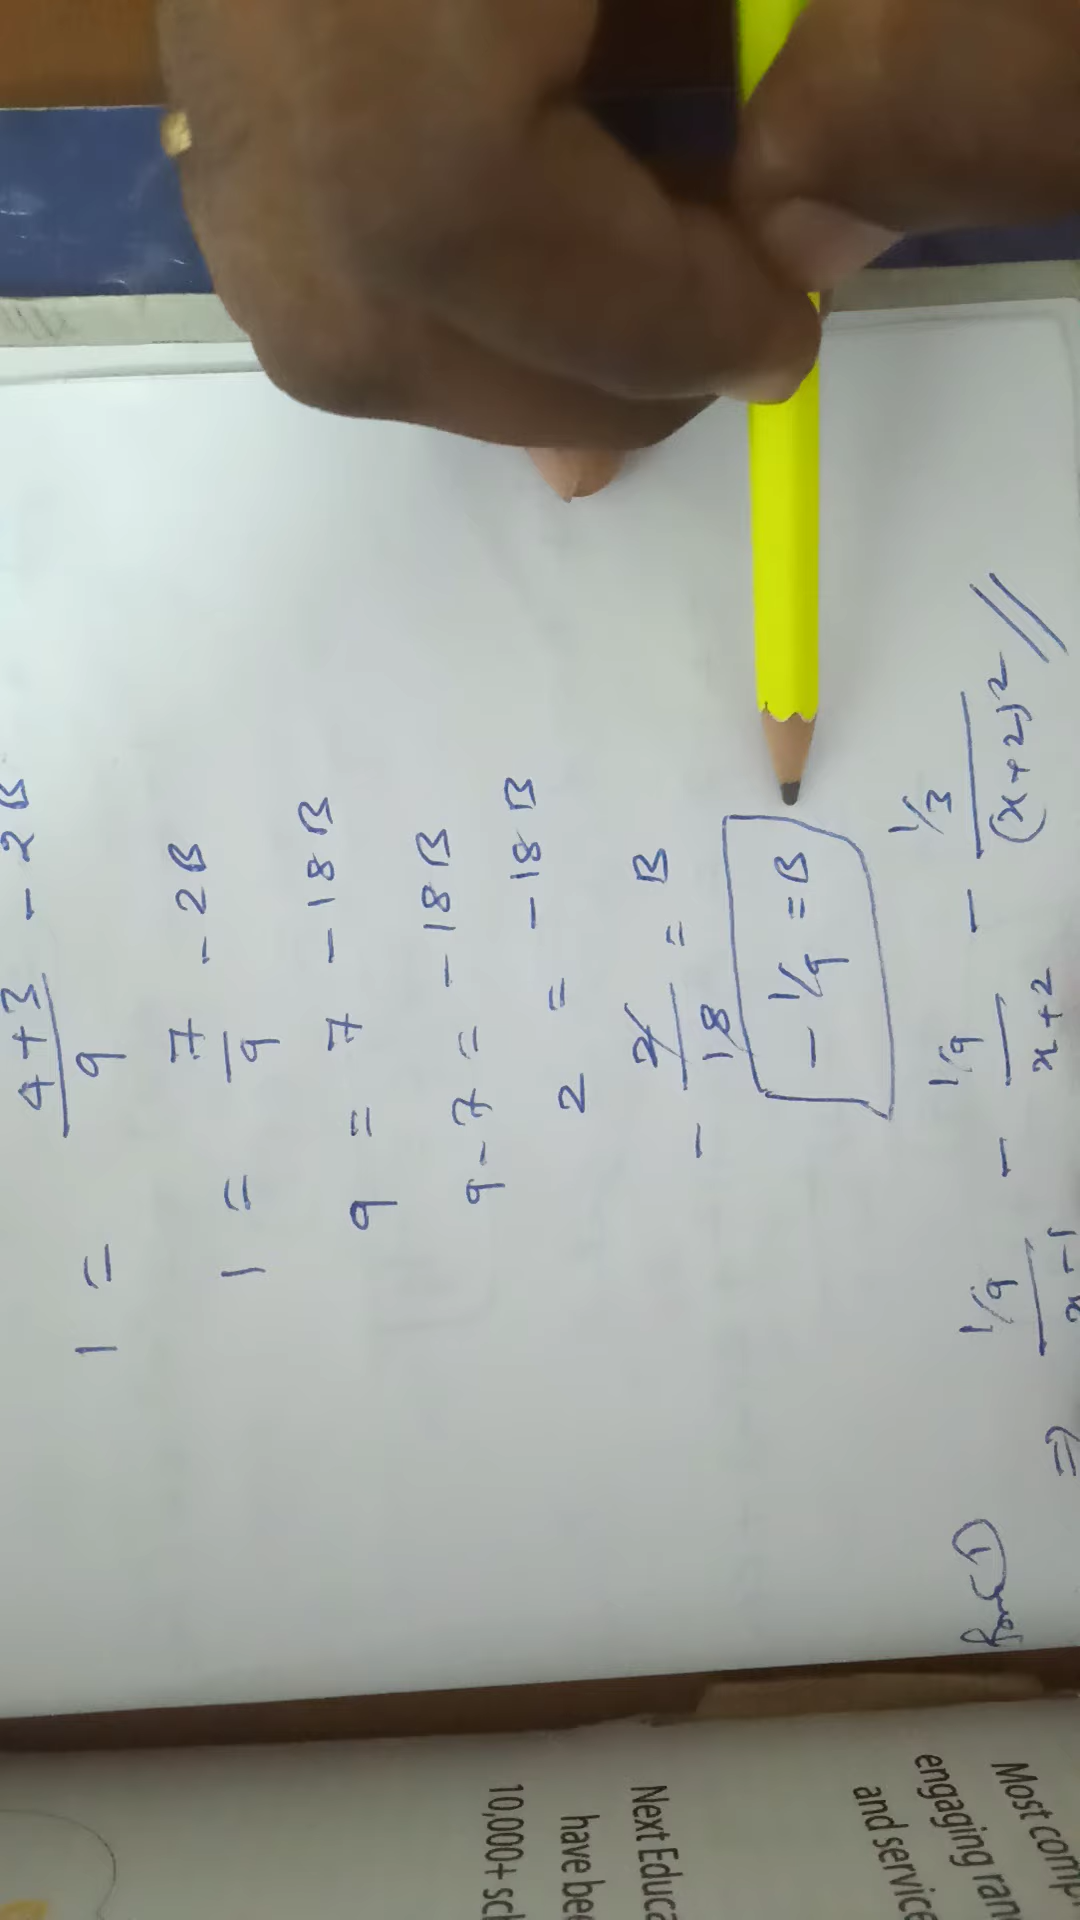 1 = 4+3/9 - 2B
1 = 7/9 - 2B
9 = 7 - 18B
9-7 = - 18B
2 = - 18B
- 2/18 = B
- 1/9 = B
⇒ 1/9/x-1 - 1/9/x+2 - 1/3/(x+2)² //
Most comp
engaging ran
and service
Next Educa
have bee
10,000+ scl